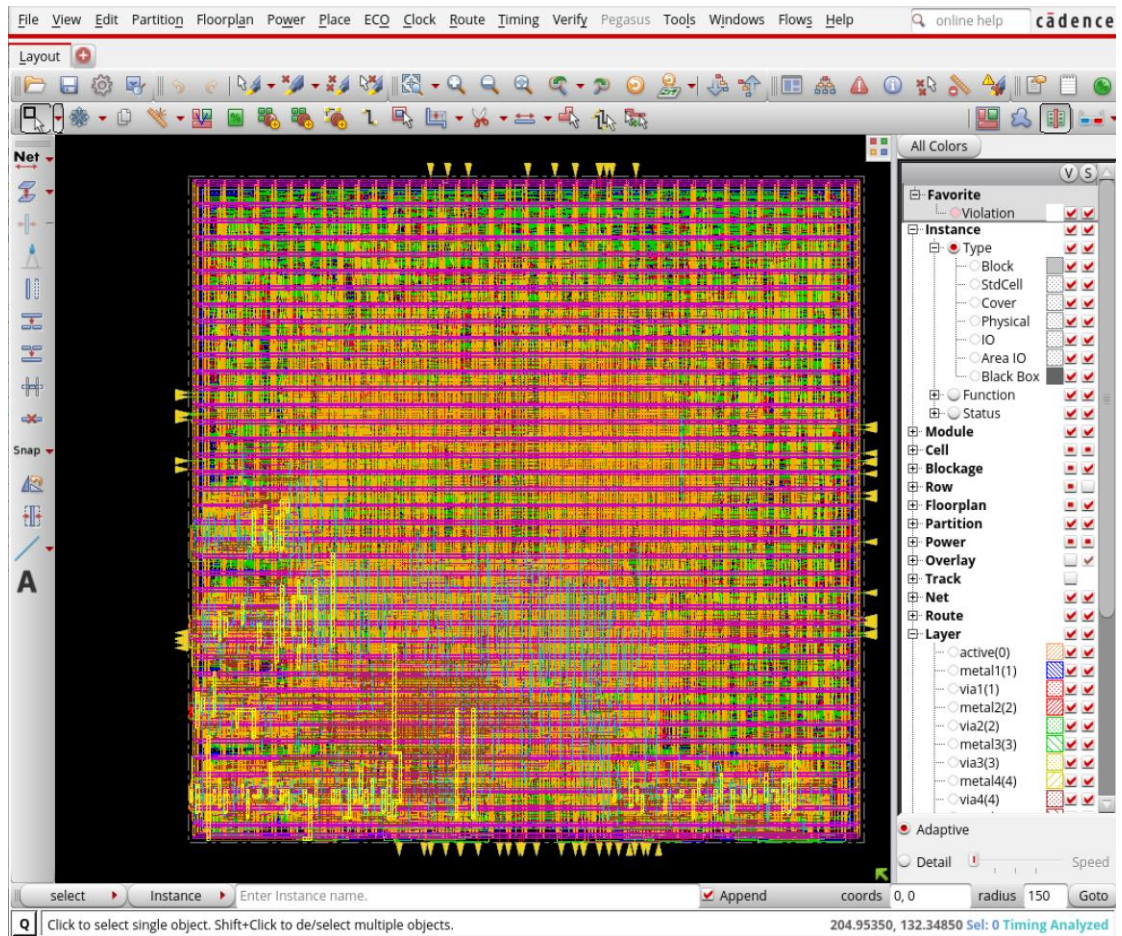 File View Edit Partition Floorplan Power Place ECO Clock Route Timing Verify Pegasus Tools Windows Flows Help online help cādence
Layout
All Colors
Net
V S
Favorite
Violation
Instance
Type
Block
StdCell
Cover
Physical
IO
Area IO
Black Box
Function
Status
Snap
Module
Cell
Blockage
Row
Floorplan
Partition
Power
Overlay
A
Track
Net
Route
Layer
active(0)
metal1(1)
via1(1)
metal2(2)
via2(2)
metal3(3)
via3(3)
metal4(4)
via4(4)
Adaptive
Detail Speed
select Instance Enter Instance name. Append coords 0, 0 radius 150 Goto
Q Click to select single object. Shift+Click to de/select multiple objects. 204.95350, 132.34850 Sel: 0 Timing Analyzed